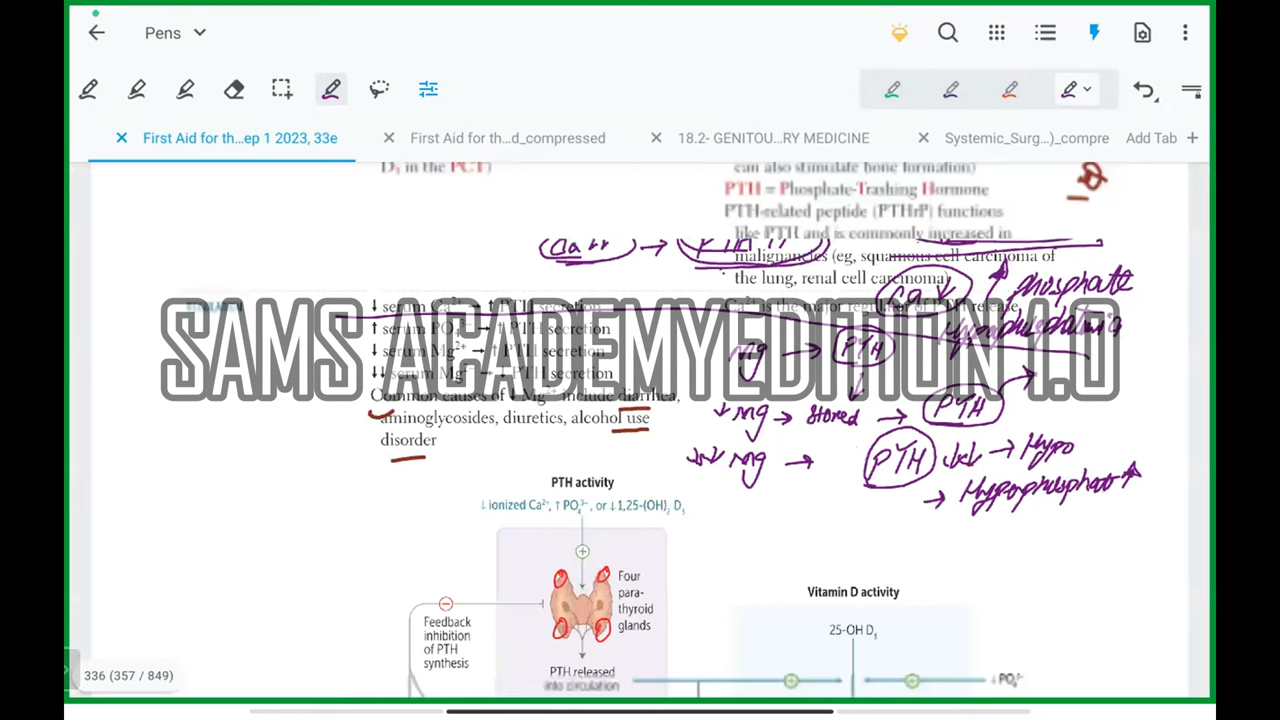 Pens
First Aid for th...ep 1 2023, 33e
First Aid for th...d_compressed
18.2- GENITOU...RY MEDICINE
Systemic_Surg...)_compre
Add Tab
D₃ in the PCT)
can also stimulate bone formation)
PTH = Phosphate-Trashing Hormone
PTH-related peptide (PTHrP) functions
like PTH and is commonly increased in
malignancies (eg, squamous cell carcinoma of
the lung, renal cell carcinoma)
Ca²⁺ is the major regulator of PTH release
REGULATION
↓ serum Ca²⁺ → ↑ PTH secretion
↑ serum PO₄³⁻ → ↑ PTH secretion
↓ serum Mg²⁺ → ↑ PTH secretion
↓↓ serum Mg²⁺ → ↓ PTH secretion
Common causes of ↓ Mg²⁺ include diarrhea,
aminoglycosides, diuretics, alcohol use
disorder
Ca++ → PTH
phosphate
Mg → PTH
↓ Mg → Stored → PTH
↓↓ Mg → PTH ↓↓ → Hypo
SAMS ACADEMYEDITION 1.0
PTH activity
↓ ionized Ca²⁺, ↑ PO₄³⁻, or ↓ 1,25-(OH)₂ D₃
Four
para-
thyroid
glands
Feedback
inhibition
of PTH
synthesis
PTH released
into circulation
Vitamin D activity
25-OH D₃
↓ PO₄³⁻
336 (357 / 849)